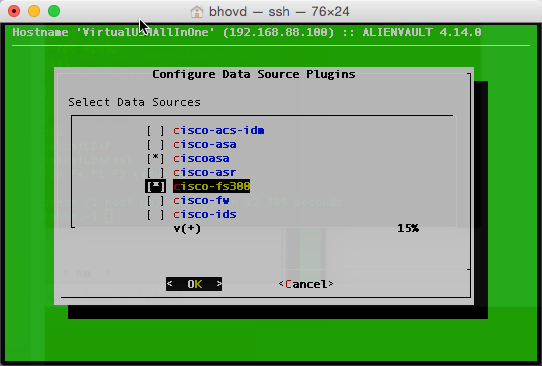 bhovd — ssh — 76×24
Hostname 'VirtualUSMAllInOne' (192.168.88.100) :: ALIENVAULT 4.14.0
Configure Data Source Plugins
Select Data Sources
[ ] cisco-acs-idm
[ ] cisco-asa
[*] ciscoasa
[ ] cisco-asr
[*] cisco-fs300
[ ] cisco-fw
[ ] cisco-ids
v(+) 15%
< OK > <Cancel>